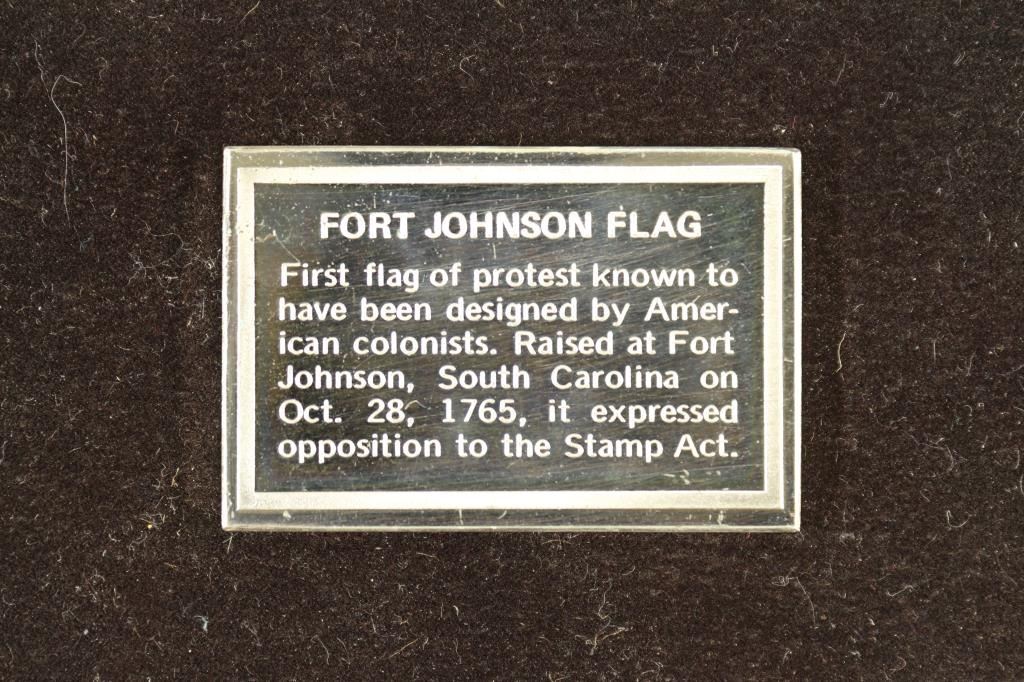 FORT JOHNSON FLAG
First flag of protest known to
have been designed by Amer-
ican colonists. Raised at Fort
Johnson, South Carolina on
Oct. 28, 1765, it expressed
opposition to the Stamp Act.